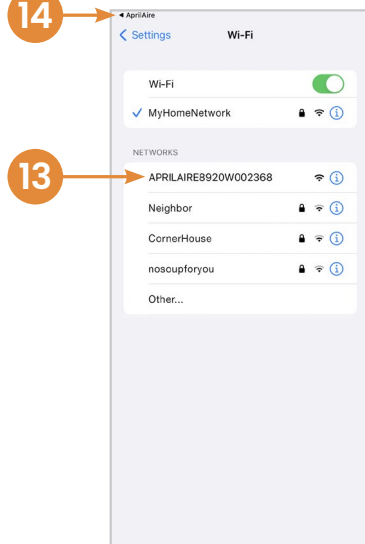 14
◀ AprilAire
Settings Wi-Fi
Wi-Fi
MyHomeNetwork
NETWORKS
13
APRILAIRE8920W002368
Neighbor
CornerHouse
nosoupforyou
Other...